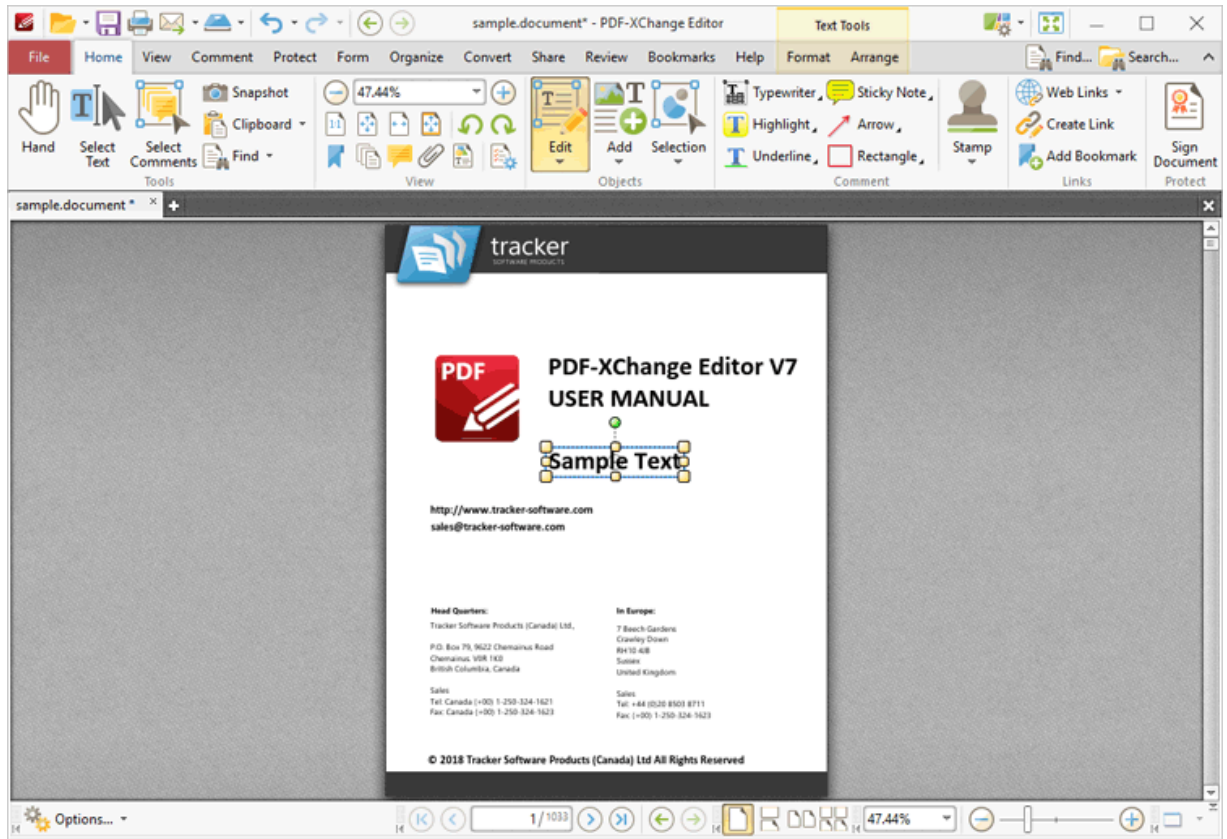 sample.document* - PDF-XChange Editor
Text Tools
File Home View Comment Protect Form Organize Convert Share Review Bookmarks Help Format Arrange Find... Search...
47.44%
Snapshot
Clipboard
Find
Hand
Select Text
Select Comments
Tools
1:1
View
Edit
Add
Selection
Objects
Typewriter
Highlight
Underline
Sticky Note
Arrow
Rectangle
Stamp
Comment
Web Links
Create Link
Add Bookmark
Links
Sign Document
Protect
sample.document *
tracker
SOFTWARE PRODUCTS
PDF
PDF-XChange Editor V7
USER MANUAL
Sample Text
http://www.tracker-software.com
sales@tracker-software.com
Head Quarters:
Tracker Software Products (Canada) Ltd.,
P.O. Box 79, 9622 Chemainus Road
Chemainus, V0R 1K0
British Columbia, Canada
Sales
Tel: Canada (+00) 1-250-324-1621
Fax: Canada (+00) 1-250-324-1623
In Europe:
7 Beech Gardens
Crawley Down
RH10 4JB
Sussex
United Kingdom
Sales
Tel: +44 (0)20 8503 8711
Fax: (+00) 1-250-324-1623
© 2018 Tracker Software Products (Canada) Ltd All Rights Reserved
Options...
1/1033
47.44%